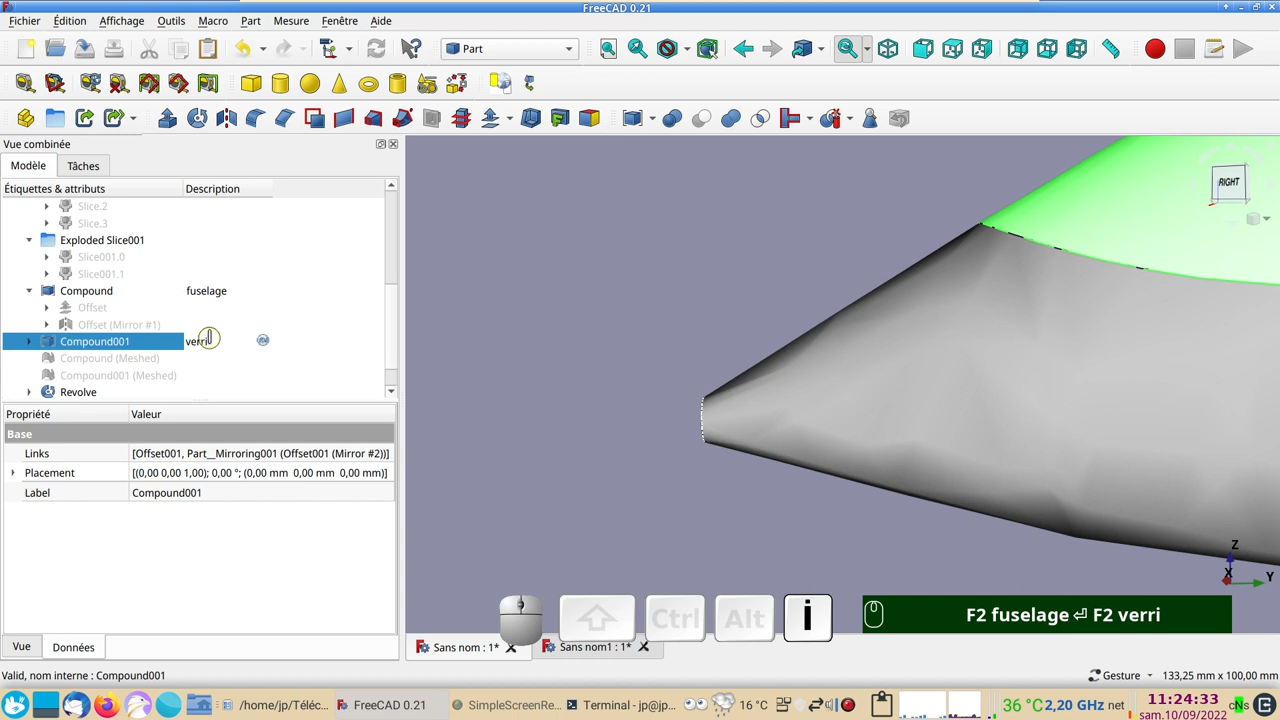 FreeCAD 0.21
Fichier Édition Affichage Outils Macro Part Mesure Fenêtre Aide
Part
Vue combinée
Modèle Tâches
Étiquettes & attributs Description
Slice.2
Slice.3
Exploded Slice001
Slice001.0
Slice001.1
Compound fuselage
Offset
Offset (Mirror #1)
Compound001 verri
Compound (Meshed)
Compound001 (Meshed)
Revolve
Propriété Valeur
Base
Links [Offset001, Part__Mirroring001 (Offset001 (Mirror #2))]
Placement [(0,00 0,00 1,00); 0,00 °; (0,00 mm 0,00 mm 0,00 mm)]
Label Compound001
RIGHT
Z
X
Y
Ctrl Alt i
F2 fuselage⏎ F2 verri
Vue Données
Sans nom : 1* Sans nom1 : 1*
Valid, nom interne : Compound001
Gesture 133,25 mm x 100,00 mm
/home/jp/Téléc FreeCAD 0.21 SimpleScreenRe... Terminal - jp@jp... 16 °C 36 °C 2,20 GHz net 11:24:33 cNs
sam.10/09/2022